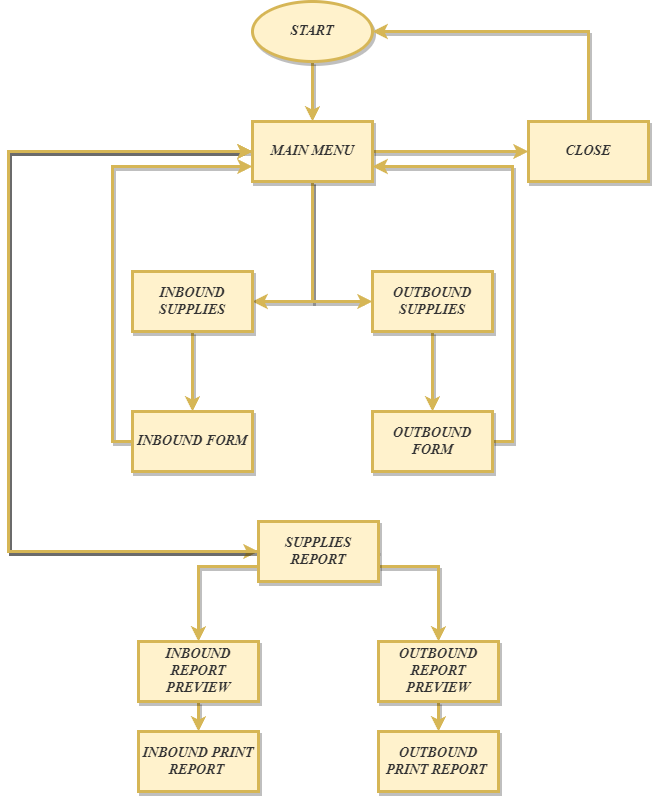 START
MAIN MENU
CLOSE
INBOUND
SUPPLIES
OUTBOUND
SUPPLIES
INBOUND FORM
OUTBOUND
FORM
SUPPLIES
REPORT
INBOUND
REPORT
PREVIEW
OUTBOUND
REPORT
PREVIEW
INBOUND PRINT
REPORT
OUTBOUND
PRINT REPORT